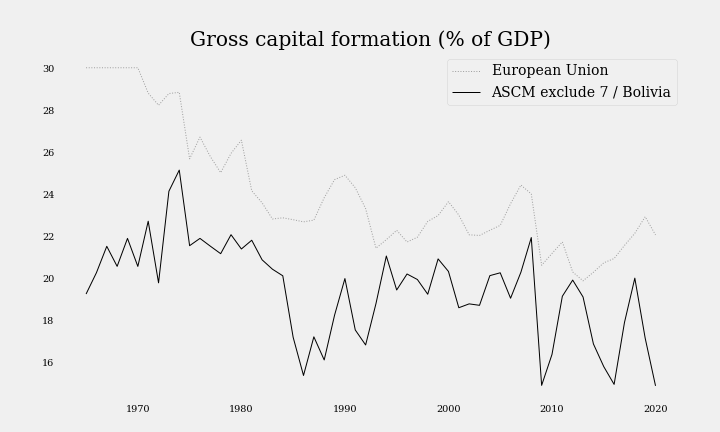 Gross capital formation (% of GDP)
European Union
ASCM exclude 7 / Bolivia
30
28
26
24
22
20
18
16
1970 1980 1990 2000 2010 2020